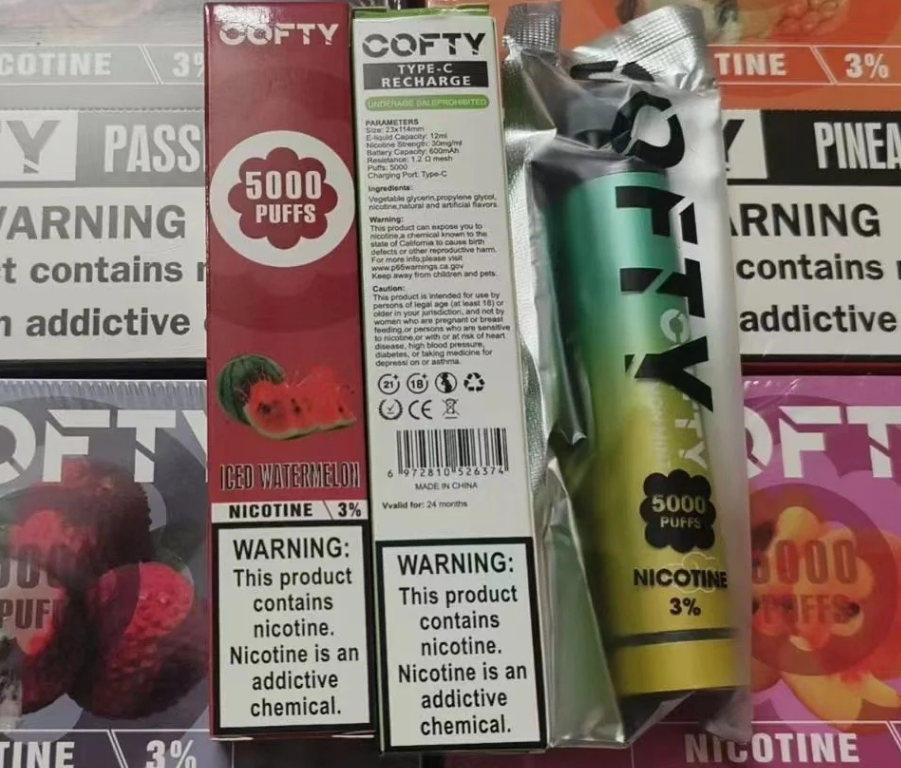 COTINE
3%
TINE
3%
PASS
PINEA
WARNING
ARNING
t contains
contains
addictive
addictive
OFTY
OFTY
5000
PUFFS
TINE
3%
NICOTINE
COFTY
5000
PUFFS
ICED WATERMELON
NICOTINE
3%
WARNING:
This product
contains
nicotine.
Nicotine is an
addictive
chemical.
COFTY
TYPE-C
RECHARGE
UNDERAGE SALEPROHIBITED
PARAMETERS
Size: 23x114mm
E-liquid Capacity: 12ml
Nicotine Strength: 30mg/ml
Battery Capacity: 600mAh
Resistance: 1.2 Ω mesh
Puffs: 5000
Charging Port: Type-C
Ingredients:
Vegetable glycerin,propylene glycol,
nicotine,natural and artificial flavors.
Warning:
This product can expose you to
nicotine,a chemical known to the
state of California to cause birth
defects or other reproductive harm.
For more info,please visit
www.p65warnings.ca.gov
Keep away from children and pets.
Caution:
This product is intended for use by
persons of legal age (at least 18) or
older in your jurisdiction, and not by
woman who are pregnant or breast
feeding,or persons who are sensitive
to nicotine,or with or at risk of heart
disease, high blood pressure,
diabetes, or taking medicine for
depressi on or asthma.
21+
18+
CE
6 972810 526374
MADE IN CHINA
Vvalid for: 24 months
WARNING:
This product
contains
nicotine.
Nicotine is an
addictive
chemical.
COFTY
5000
PUFFS
NICOTINE
3%